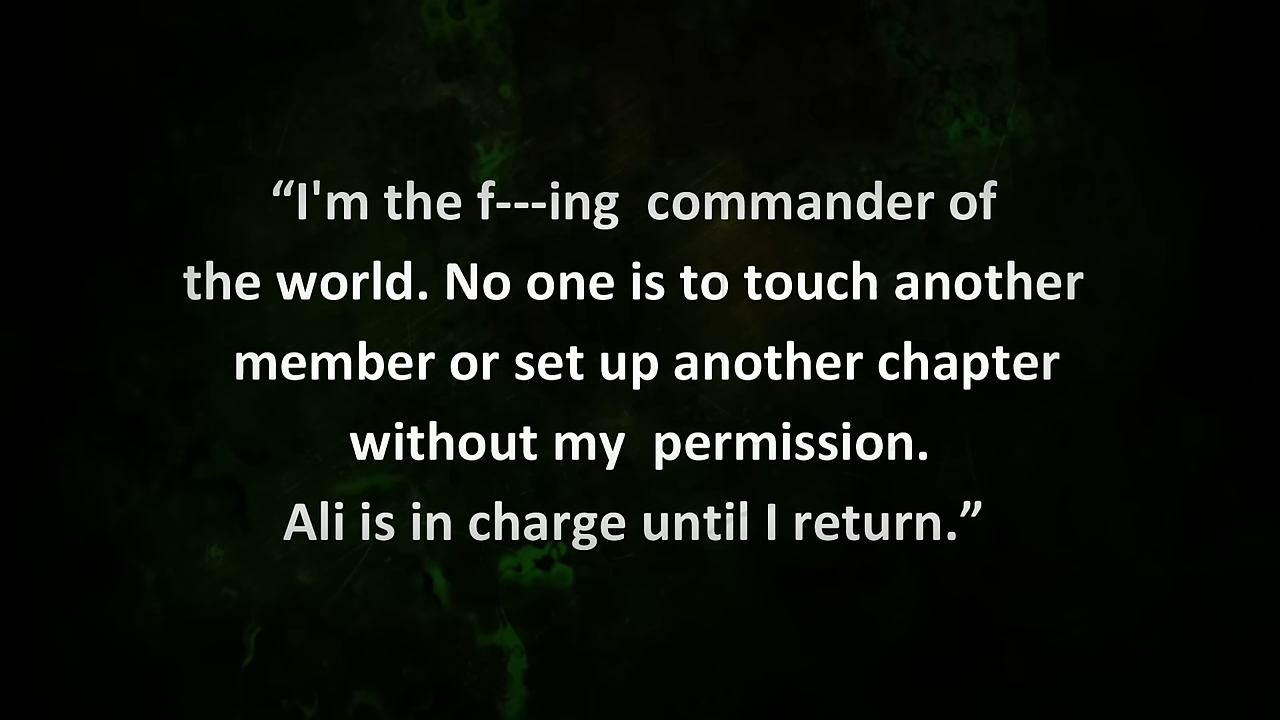 “I'm the f---ing  commander of
the world. No one is to touch another
member or set up another chapter
without my  permission.
Ali is in charge until I return.”